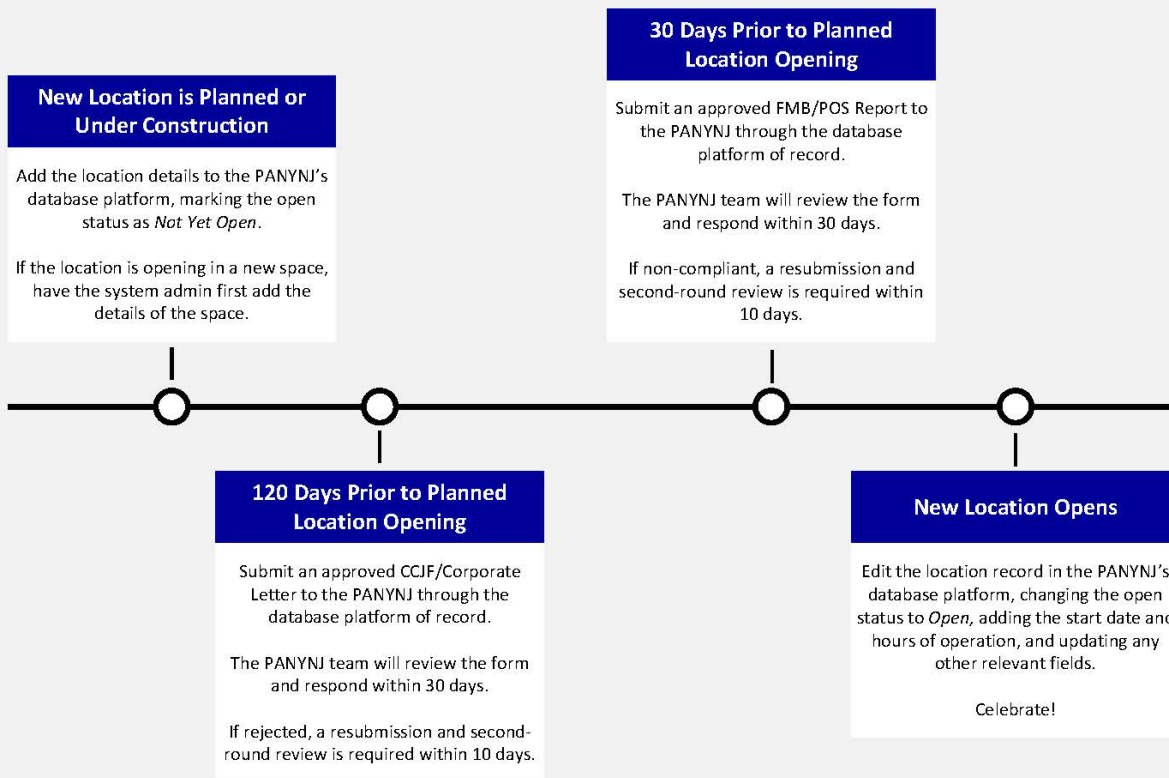 New Location is Planned or
Under Construction
Add the location details to the PANYNJ's
database platform, marking the open
status as Not Yet Open.
If the location is opening in a new space,
have the system admin first add the
details of the space.
120 Days Prior to Planned
Location Opening
Submit an approved CCJF/Corporate
Letter to the PANYNJ through the
database platform of record.
The PANYNJ team will review the form
and respond within 30 days.
If rejected, a resubmission and second-
round review is required within 10 days.
30 Days Prior to Planned
Location Opening
Submit an approved FMB/POS Report to
the PANYNJ through the database
platform of record.
The PANYNJ team will review the form
and respond within 30 days.
If non-compliant, a resubmission and
second-round review is required within
10 days.
New Location Opens
Edit the location record in the PANYNJ's
database platform, changing the open
status to Open, adding the start date and
hours of operation, and updating any
other relevant fields.
Celebrate!